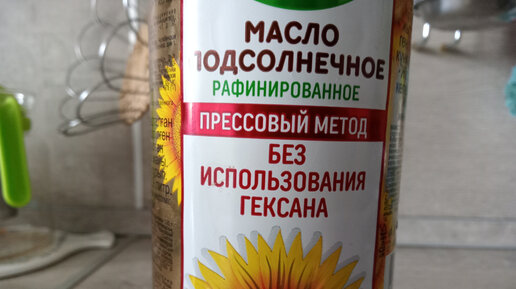 МАСЛО
ПОДСОЛНЕЧНОЕ
РАФИНИРОВАННОЕ
ПРЕССОВЫЙ МЕТОД
БЕЗ
ИСПОЛЬЗОВАНИЯ
ГЕКСАНА